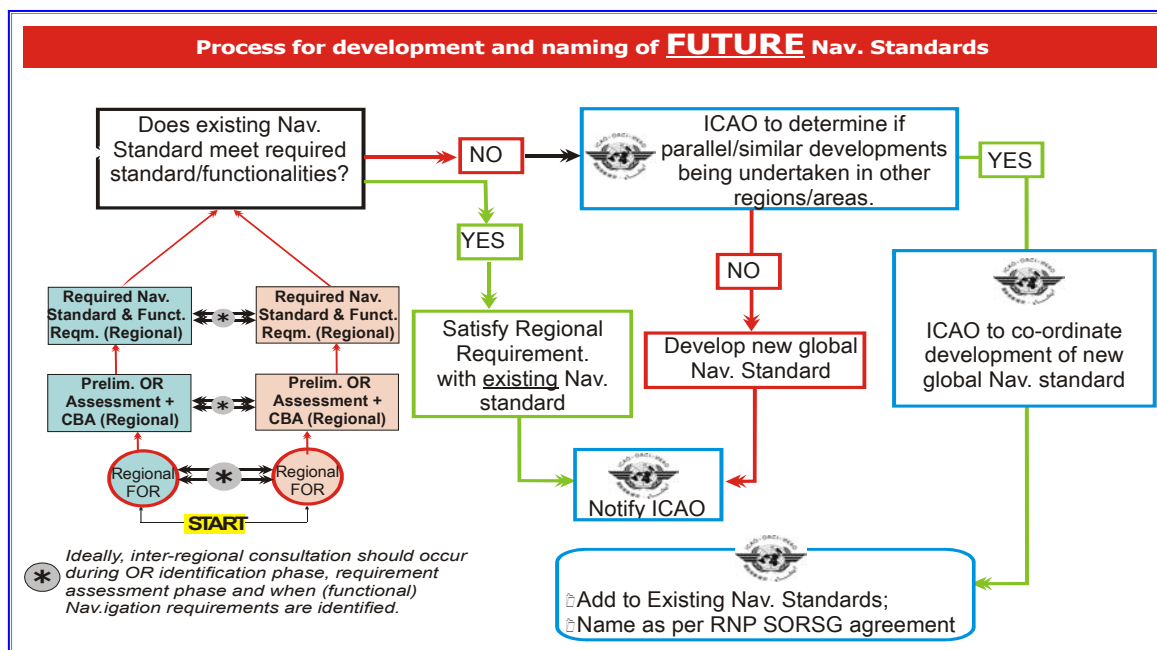 Process for development and naming of FUTURE Nav. Standards
Does existing Nav.
Standard meet required
standard/functionalities?
NO
ICAO to determine if
parallel/similar developments
being undertaken in other
regions/areas.
YES
YES
NO
Required Nav.
Standard & Funct.
Reqm. (Regional)
*
Required Nav.
Standard & Funct.
Reqm. (Regional)
Satisfy Regional
Requirement.
with existing Nav.
standard
Develop new global
Nav. Standard
ICAO to co-ordinate
development of new
global Nav. standard
Prelim. OR
Assessment +
CBA (Regional)
*
Prelim. OR
Assessment +
CBA (Regional)
Regional
FOR
*
Regional
FOR
START
Notify ICAO
*
Ideally, inter-regional consultation should occur
during OR identification phase, requirement
assessment phase and when (functional)
Nav.igation requirements are identified.
Add to Existing Nav. Standards;
Name as per RNP SORSG agreement